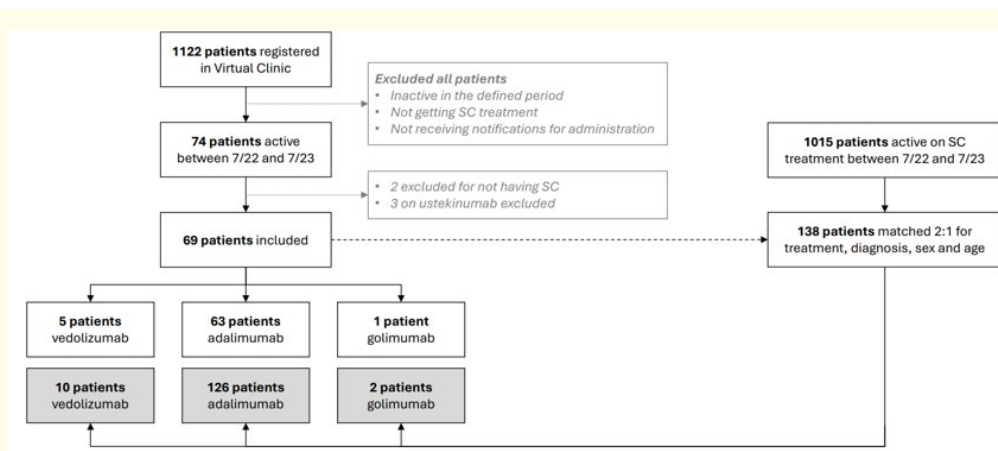 1122 patients registered
in Virtual Clinic
Excluded all patients
• Inactive in the defined period
• Not getting SC treatment
• Not receiving notifications for administration
74 patients active
between 7/22 and 7/23
1015 patients active on SC
treatment between 7/22 and 7/23
• 2 excluded for not having SC
• 3 on ustekinumab excluded
69 patients included
138 patients matched 2:1 for
treatment, diagnosis, sex and age
5 patients
vedolizumab
63 patients
adalimumab
1 patient
golimumab
10 patients
vedolizumab
126 patients
adalimumab
2 patients
golimumab